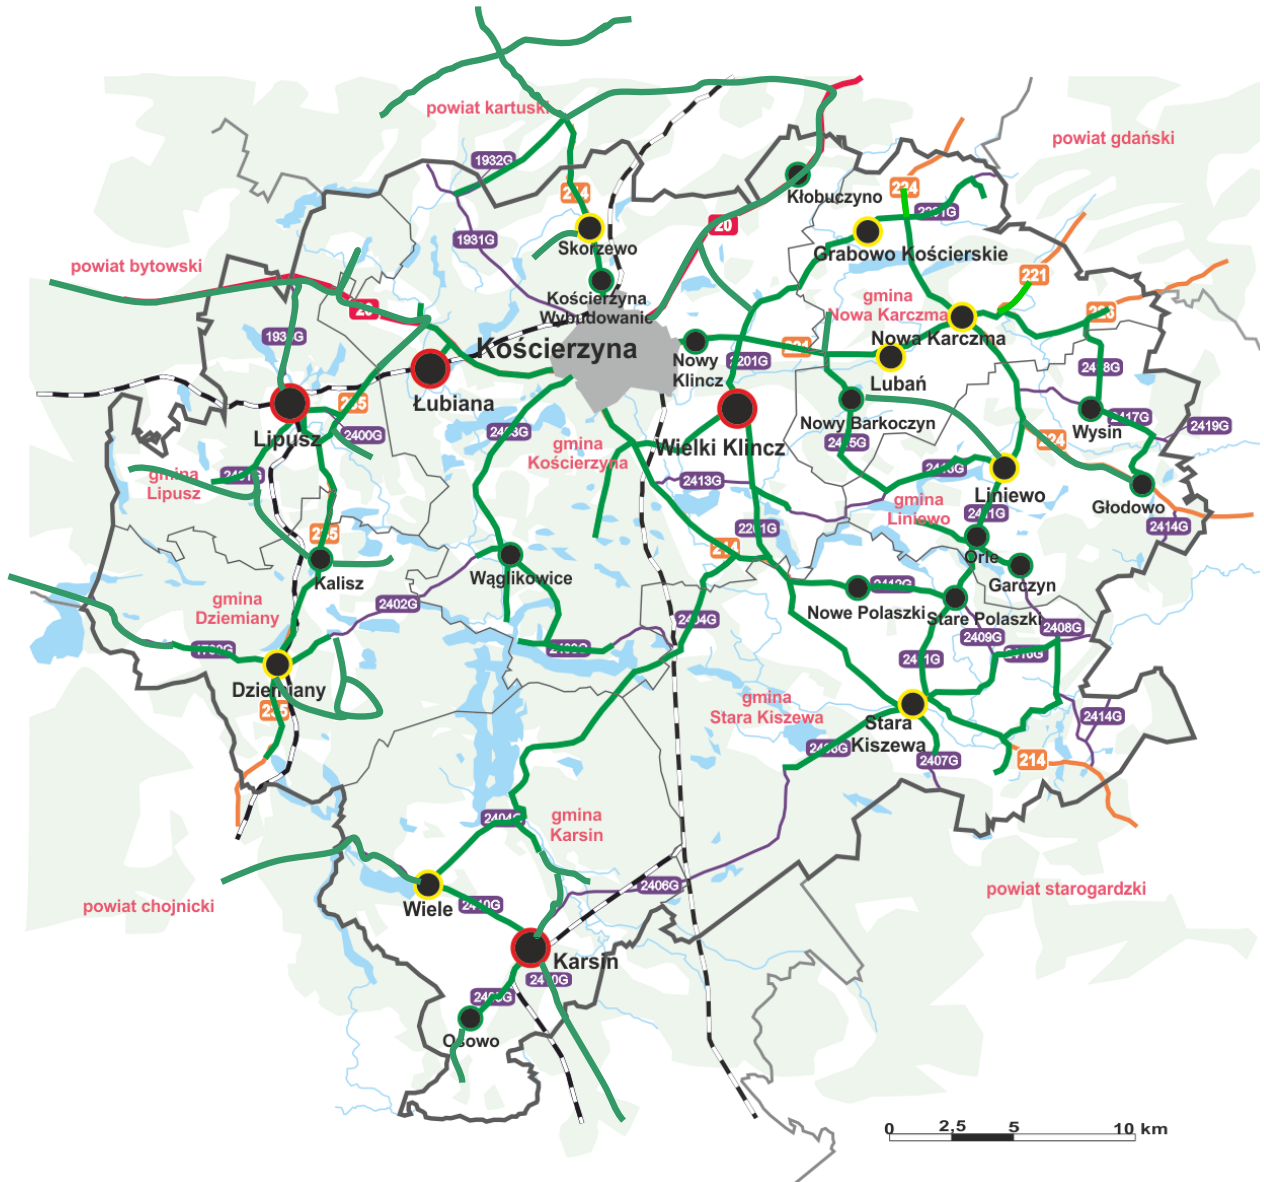 powiat kartuski
powiat gdański
1932G
Kłobuczyno
1931G
20
Skorzewo
Grabowo Kościerskie
powiat bytowski
221
gmina
Nowa Karczma
Kościerzyna
Wybudowanie
Nowa Karczma
Kościerzyna
Nowy
Klincz
2201G
Lubań
Łubiana
Lipusz
2400G
Nowy Barkoczyn
Wysin
2417G
2419G
gmina
Kościerzyna
Wielki Klincz
gmina
Lipusz
2413G
Liniewo
gmina
Liniewo
Głodowo
2414G
2201G
Orle
Garczyn
Kalisz
Wąglikowice
gmina
Dziemiany
2402G
Nowe Polaszki
Stare Polaszki
2408G
2409G
Dziemiany
gmina
Stara Kiszewa
Stara
Kiszewa
2414G
2407G
214
gmina
Karsin
powiat chojnicki
Wiele
2406G
powiat starogardzki
Karsin
Osowo
0 2,5 5 10 km